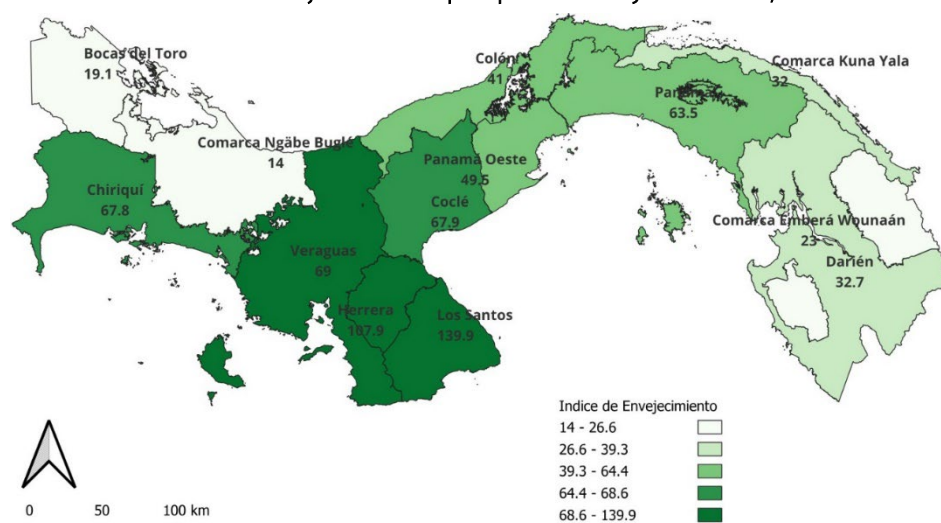 Bocas del Toro
19.1
Colón
41
Comarca Kuna Yala
32
Panamá
63.5
Comarca Ngäbe Buglé
14
Panamá Oeste
49.5
Chiriquí
67.8
Coclé
67.9
Comarca Emberá Wounaán
23
Darién
32.7
Veraguas
69
Herrera
107.9
Los Santos
139.9
Indice de Envejecimiento
14 - 26.6
26.6 - 39.3
39.3 - 64.4
64.4 - 68.6
68.6 - 139.9
0 50 100 km